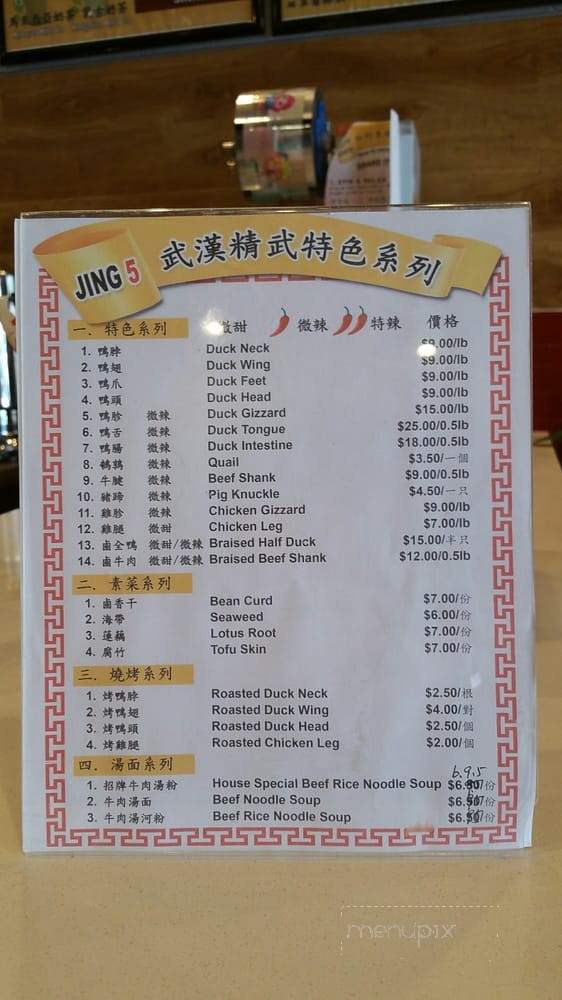 JING 5 武漢精武特色系列
一. 特色系列 微甜 微辣 特辣 價格
1. 鴨脖 Duck Neck $9.00/lb
2. 鴨翅 Duck Wing $9.00/lb
3. 鴨爪 Duck Feet $9.00/lb
4. 鴨頭 Duck Head $9.00/lb
5. 鴨胗 微辣 Duck Gizzard $15.00/lb
6. 鴨舌 微辣 Duck Tongue $25.00/0.5lb
7. 鴨腸 微辣 Duck Intestine $18.00/0.5lb
8. 鵪鶉 微辣 Quail $3.50/一個
9. 牛腱 微辣 Beef Shank $9.00/0.5lb
10. 豬蹄 微辣 Pig Knuckle $4.50/一只
11. 雞胗 微辣 Chicken Gizzard $9.00/lb
12. 雞腿 微甜 Chicken Leg $7.00/lb
13. 鹵全鴨 微甜/微辣 Braised Half Duck $15.00/半只
14. 鹵牛肉 微甜/微辣 Braised Beef Shank $12.00/0.5lb
二. 素菜系列
1. 鹵香干 Bean Curd $7.00/份
2. 海帶 Seaweed $6.00/份
3. 蓮藕 Lotus Root $7.00/份
4. 腐竹 Tofu Skin $7.00/份
三. 燒烤系列
1. 烤鴨脖 Roasted Duck Neck $2.50/根
2. 烤鴨翅 Roasted Duck Wing $4.00/對
3. 烤鴨頭 Roasted Duck Head $2.50/個
4. 烤雞腿 Roasted Chicken Leg $2.00/個
四. 湯面系列
6.95
1. 招牌牛肉湯粉 House Special Beef Rice Noodle Soup /份
2. 牛肉湯面 Beef Noodle Soup /份
3. 牛肉湯河粉 Beef Rice Noodle Soup /份
menupix